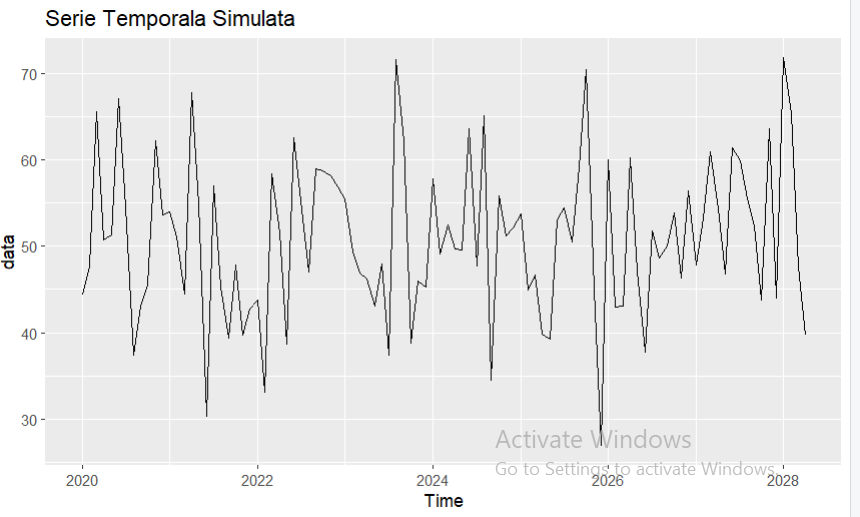 Serie Temporala Simulata
70
60
50
40
30
data
2020 2022 2024 2026 2028
Time
Activate Windows
Go to Settings to activate Windows.